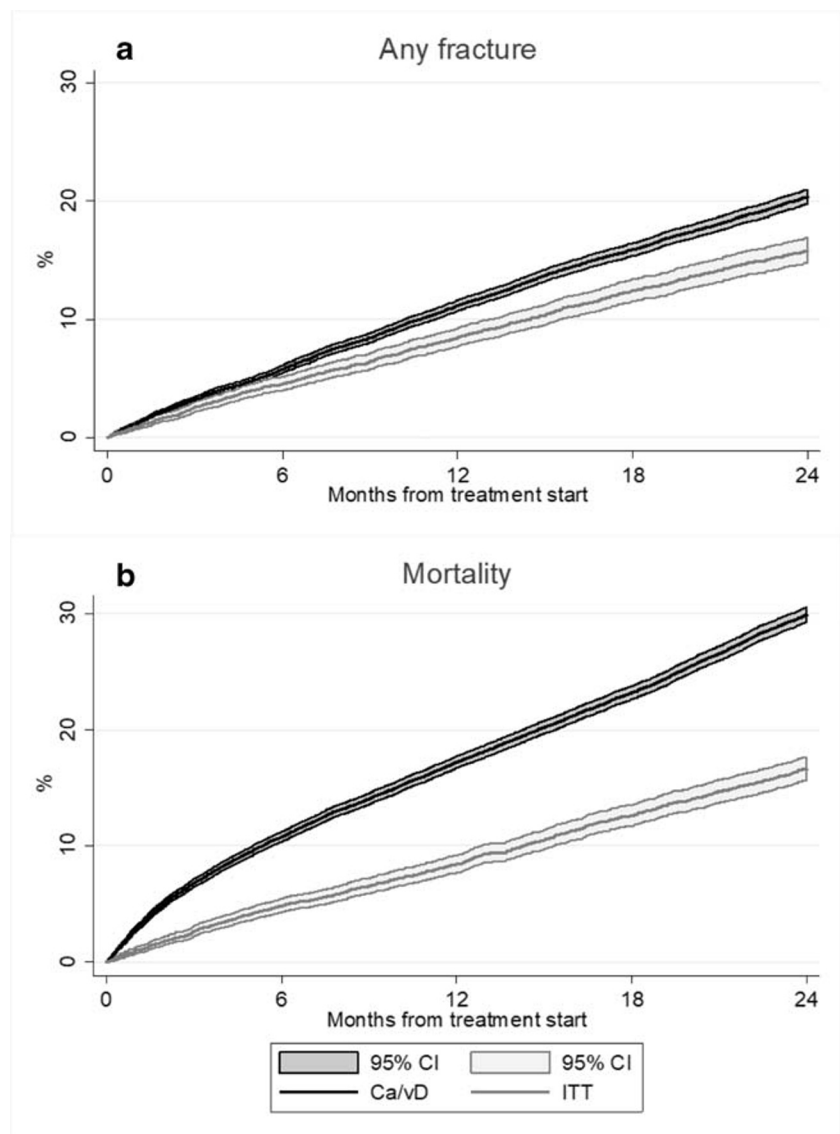 a Any fracture
30
20
%
10
0
0 6 12 18 24
Months from treatment start
b Mortality
30
20
%
10
0
0 6 12 18 24
Months from treatment start
95% CI 95% CI
Ca/vD ITT